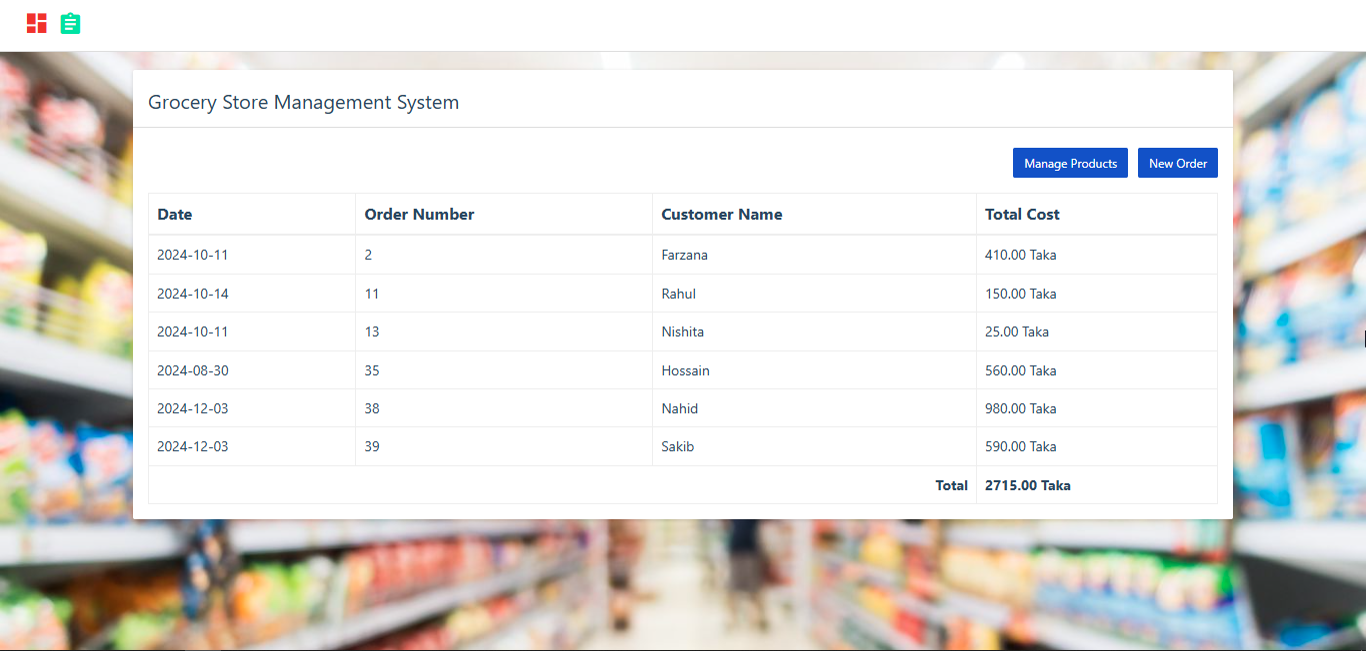 Grocery Store Management System
Manage Products New Order
Date Order Number Customer Name Total Cost
2024-10-11 2 Farzana 410.00 Taka
2024-10-14 11 Rahul 150.00 Taka
2024-10-11 13 Nishita 25.00 Taka
2024-08-30 35 Hossain 560.00 Taka
2024-12-03 38 Nahid 980.00 Taka
2024-12-03 39 Sakib 590.00 Taka
Total 2715.00 Taka